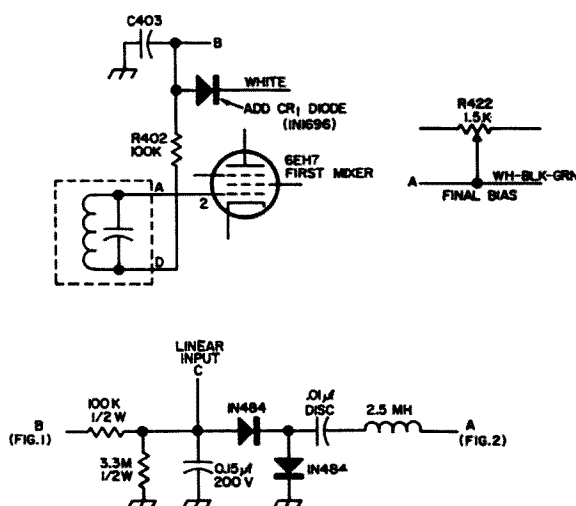 C403
B
WHITE
ADD CR1 DIODE
(IN1696)
R402
100K
6EH7
FIRST MIXER
A
2
D
R422
1.5K
A
WH-BLK-GRN
FINAL BIAS
LINEAR
INPUT
C
B
(FIG.1)
100K
1/2W
IN484
.01µf
DISC
2.5 MH
A
(FIG.2)
3.3M
1/2W
0.15µf
200V
IN484